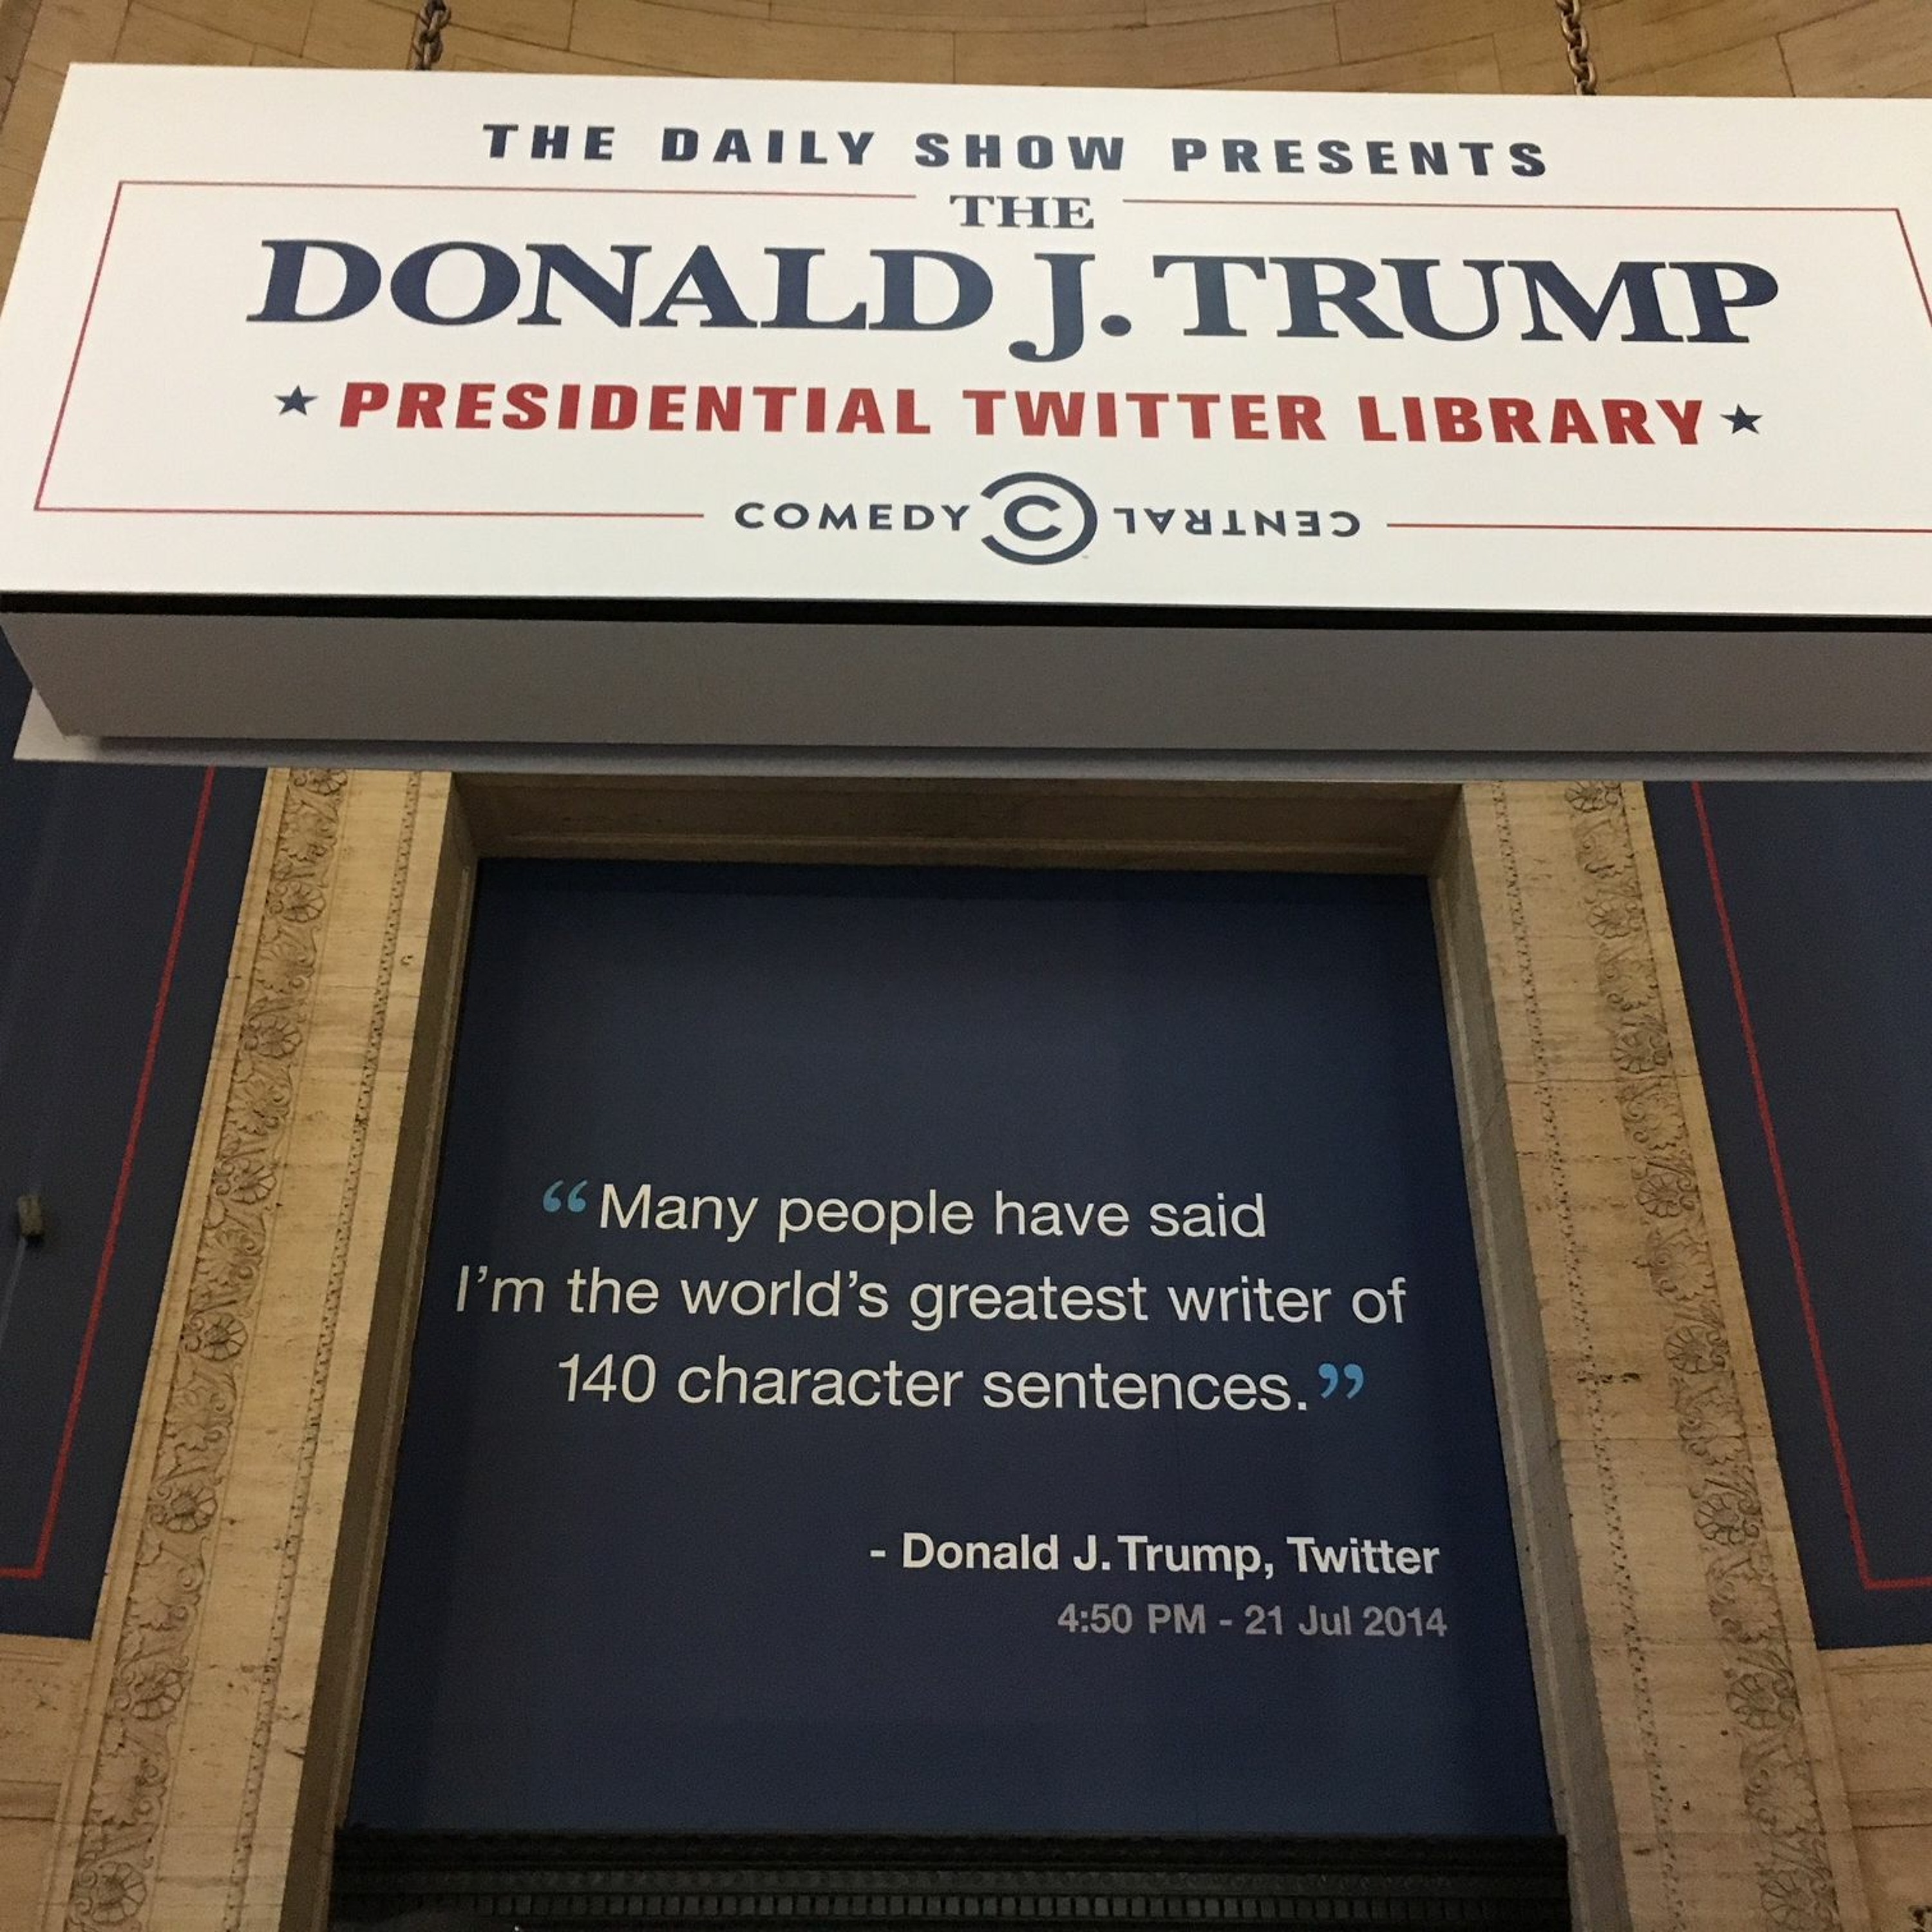 THE DAILY SHOW PRESENTS
THE
DONALD J. TRUMP
★ PRESIDENTIAL TWITTER LIBRARY ★
COMEDY C CENTRAL
“Many people have said
I’m the world’s greatest writer of
140 character sentences.”
- Donald J. Trump, Twitter
4:50 PM - 21 Jul 2014